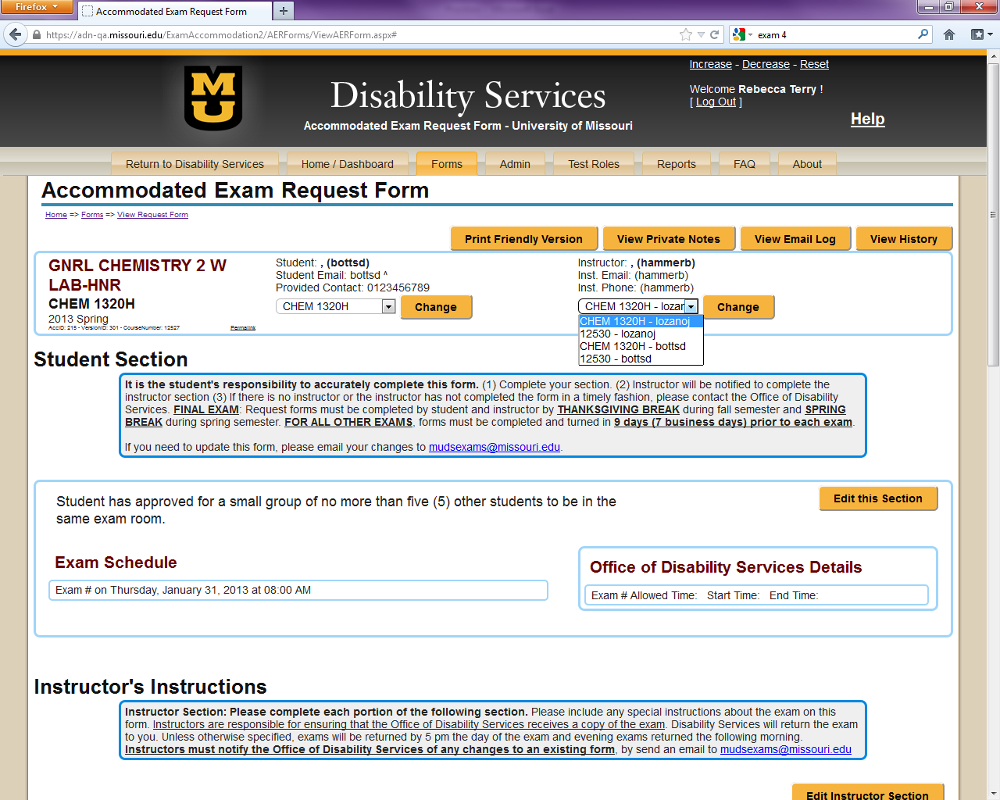 Firefox
Accommodated Exam Request Form
https://adn-qa.missouri.edu/ExamAccommodation2/AERForms/ViewAERForm.aspx#
exam 4
MU
Disability Services
Accommodated Exam Request Form - University of Missouri
Increase - Decrease - Reset
Welcome Rebecca Terry !
[ Log Out ]
Help
Return to Disability Services
Home / Dashboard
Forms
Admin
Test Roles
Reports
FAQ
About
Accommodated Exam Request Form
Home => Forms => View Request Form
Print Friendly Version
View Private Notes
View Email Log
View History
GNRL CHEMISTRY 2 W
LAB-HNR
CHEM 1320H
2013 Spring
AccID: 215 - VersionID: 301 - CourseNumber: 12527
Permalink
Student: , (bottsd)
Student Email: bottsd ^
Provided Contact: 0123456789
CHEM 1320H
Change
Instructor: , (hammerb)
Inst. Email: (hammerb)
Inst. Phone: (hammerb)
CHEM 1320H - lozar
Change
CHEM 1320H - lozanoj
12530 - lozanoj
CHEM 1320H - bottsd
12530 - bottsd
Student Section
It is the student's responsibility to accurately complete this form. (1) Complete your section. (2) Instructor will be notified to complete the
instructor section (3) If there is no instructor or the instructor has not completed the form in a timely fashion, please contact the Office of Disability
Services. FINAL EXAM: Request forms must be completed by student and instructor by THANKSGIVING BREAK during fall semester and SPRING
BREAK during spring semester. FOR ALL OTHER EXAMS, forms must be completed and turned in 9 days (7 business days) prior to each exam.
If you need to update this form, please email your changes to mudsexams@missouri.edu.
Student has approved for a small group of no more than five (5) other students to be in the
same exam room.
Edit this Section
Exam Schedule
Exam # on Thursday, January 31, 2013 at 08:00 AM
Office of Disability Services Details
Exam # Allowed Time: Start Time: End Time:
Instructor's Instructions
Instructor Section: Please complete each portion of the following section. Please include any special instructions about the exam on this
form. Instructors are responsible for ensuring that the Office of Disability Services receives a copy of the exam. Disability Services will return the exam
to you. Unless otherwise specified, exams will be returned by 5 pm the day of the exam and evening exams returned the following morning.
Instructors must notify the Office of Disability Services of any changes to an existing form, by send an email to mudsexams@missouri.edu
Edit Instructor Section